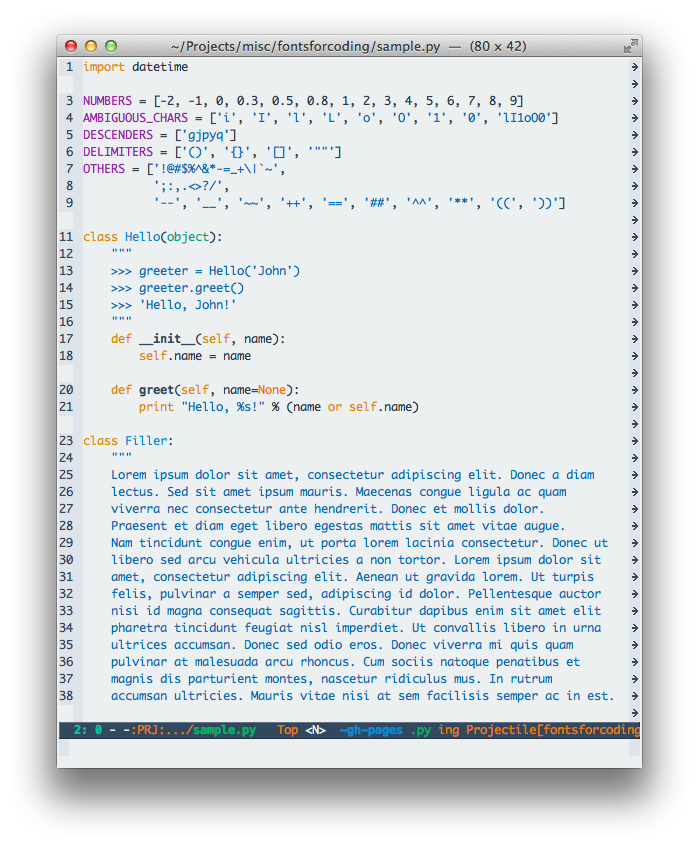 ~/Projects/misc/fontsforcoding/sample.py — (80 x 42)
1 import datetime
3 NUMBERS = [-2, -1, 0, 0.3, 0.5, 0.8, 1, 2, 3, 4, 5, 6, 7, 8, 9]
4 AMBIGUOUS_CHARS = ['i', 'I', 'l', 'L', 'o', 'O', '1', '0', 'lI1oO0']
5 DESCENDERS = ['gjpyq']
6 DELIMITERS = ['()', '{}', '[]', '""']
7 OTHERS = ['!@#$%^&*-=_+\|`~',
8 ';:,.<>?/',
9 '--', '__', '~~', '++', '==', '##', '^^', '**', '((', '))']
11 class Hello(object):
12 """
13 >>> greeter = Hello('John')
14 >>> greeter.greet()
15 >>> 'Hello, John!'
16 """
17 def __init__(self, name):
18 self.name = name
20 def greet(self, name=None):
21 print "Hello, %s!" % (name or self.name)
23 class Filler:
24 """
25 Lorem ipsum dolor sit amet, consectetur adipiscing elit. Donec a diam
26 lectus. Sed sit amet ipsum mauris. Maecenas congue ligula ac quam
27 viverra nec consectetur ante hendrerit. Donec et mollis dolor.
28 Praesent et diam eget libero egestas mattis sit amet vitae augue.
29 Nam tincidunt congue enim, ut porta lorem lacinia consectetur. Donec ut
30 libero sed arcu vehicula ultricies a non tortor. Lorem ipsum dolor sit
31 amet, consectetur adipiscing elit. Aenean ut gravida lorem. Ut turpis
32 felis, pulvinar a semper sed, adipiscing id dolor. Pellentesque auctor
33 nisi id magna consequat sagittis. Curabitur dapibus enim sit amet elit
34 pharetra tincidunt feugiat nisl imperdiet. Ut convallis libero in urna
35 ultrices accumsan. Donec sed odio eros. Donec viverra mi quis quam
36 pulvinar at malesuada arcu rhoncus. Cum sociis natoque penatibus et
37 magnis dis parturient montes, nascetur ridiculus mus. In rutrum
38 accumsan ultricies. Mauris vitae nisi at sem facilisis semper ac in est.
2: 0 - -:PRJ:.../sample.py Top <N> -gh-pages .py ing Projectile[fontsforcoding